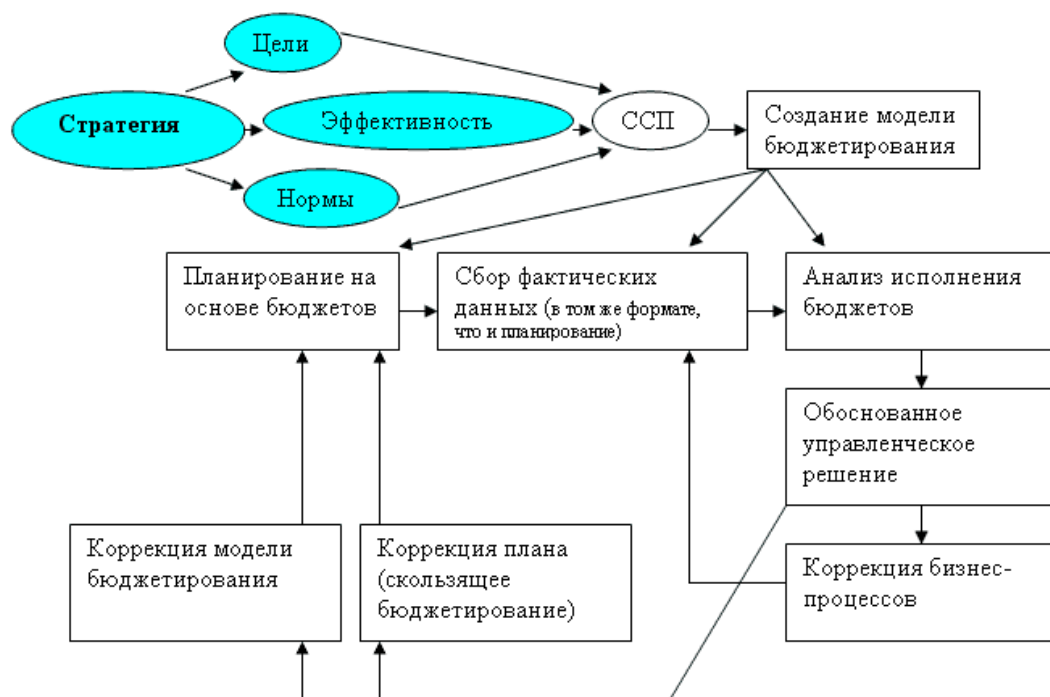 Цели
Стратегия
Эффективность
ССП
Создание модели
бюджетирования
Нормы
Планирование на
основе бюджетов
Сбор фактических
данных (в том же формате,
что и планирование)
Анализ исполнения
бюджетов
Обоснованное
управленческое
решение
Коррекция модели
бюджетирования
Коррекция плана
(скользящее
бюджетирование)
Коррекция бизнес-
процессов